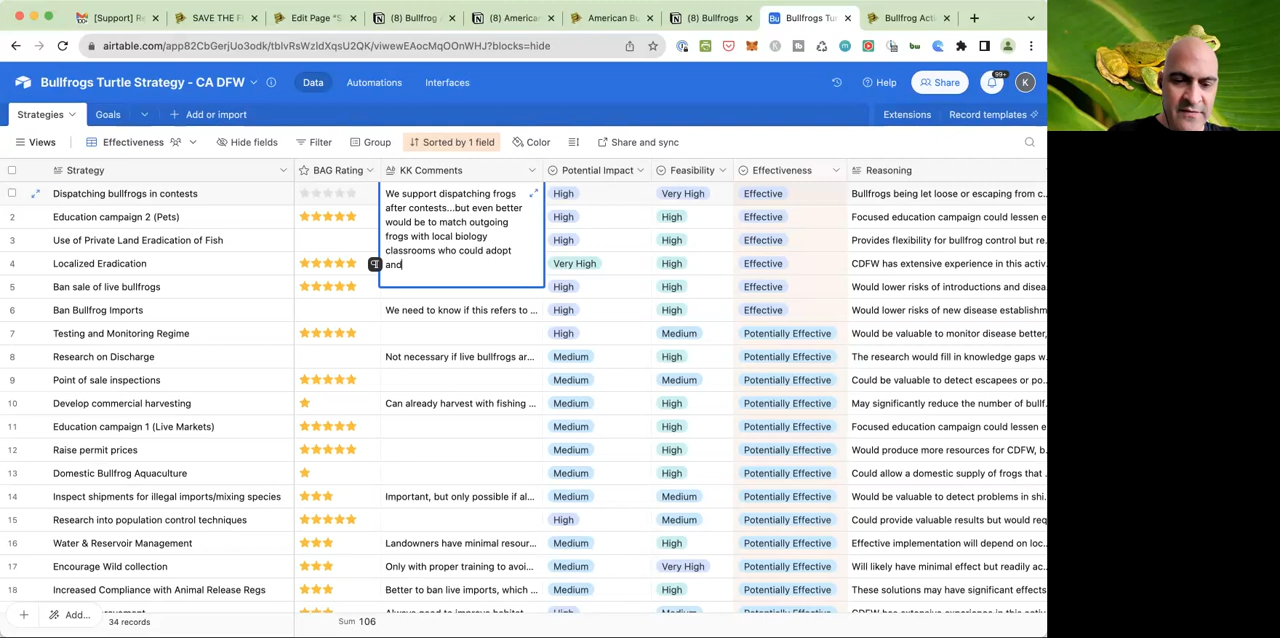 [Support] R
SAVE THE F
Edit Page "S
(8) Bullfrog
(8) American
American Bu
(8) Bullfrogs
Bullfrogs Tur
Bullfrog Acti
airtable.com/app82CbGerjUo3odk/tblvRsWzIdXqsU2QK/viewewEAocMqOOnWHJ?blocks=hide
Bullfrogs Turtle Strategy - CA DFW
Data
Automations
Interfaces
Help
Share
99+
K
Strategies
Goals
Add or import
Extensions
Record templates
Views
Effectiveness
Hide fields
Filter
Group
Sorted by 1 field
Color
Share and sync
Strategy BAG Rating KK Comments Potential Impact Feasibility Effectiveness Reasoning
Dispatching bullfrogs in contests High Very High Effective Bullfrogs being let loose or escaping from c...
We support dispatching frogs
after contests...but even better
would be to match outgoing
frogs with local biology
classrooms who could adopt
and
2 Education campaign 2 (Pets) High High Effective Focused education campaign could lessen e
3 Use of Private Land Eradication of Fish High High Effective Provides flexibility for bullfrog control but re
4 Localized Eradication Very High High Effective CDFW has extensive experience in this activ
5 Ban sale of live bullfrogs High High Effective Would lower risks of introductions and disea
6 Ban Bullfrog Imports We need to know if this refers to ... High High Effective Would lower risks of new disease establishm
7 Testing and Monitoring Regime High Medium Potentially Effective Would be valuable to monitor disease better,
8 Research on Discharge Not necessary if live bullfrogs ar... Medium High Potentially Effective The research would fill in knowledge gaps w
9 Point of sale inspections Medium Medium Potentially Effective Could be valuable to detect escapees or po...
10 Develop commercial harvesting Can already harvest with fishing ... Medium High Potentially Effective May significantly reduce the number of bullf
11 Education campaign 1 (Live Markets) Medium High Potentially Effective Focused education campaign could lessen e
12 Raise permit prices Medium High Potentially Effective Would produce more resources for CDFW, b
13 Domestic Bullfrog Aquaculture Medium High Potentially Effective Could allow a domestic supply of frogs that
14 Inspect shipments for illegal imports/mixing species Important, but only possible if al... Medium Medium Potentially Effective Would be valuable to detect problems in shi
15 Research into population control techniques High Medium Potentially Effective Could provide valuable results but would req
16 Water & Reservoir Management Landowners have minimal resour... Medium High Potentially Effective Effective implementation will depend on loc
17 Encourage Wild collection Only with proper training to avoi... Medium Very High Potentially Effective Will likely have minimal effect but readily ac
18 Increased Compliance with Animal Release Regs Better to ban live imports, which ... Medium High Potentially Effective These solutions may have significant effects
Add...
34 records
Sum 106